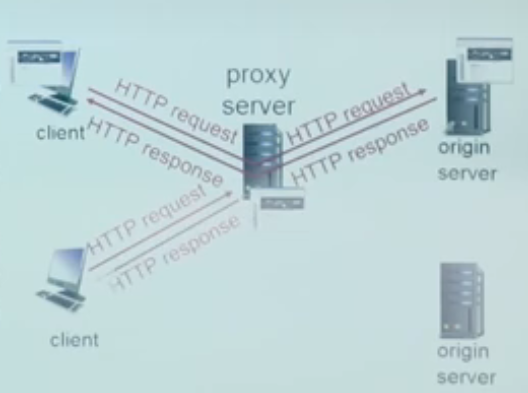 proxy
server
client
HTTP request
HTTP request
HTTP response
HTTP response
origin
server
HTTP request
HTTP response
client
origin
server